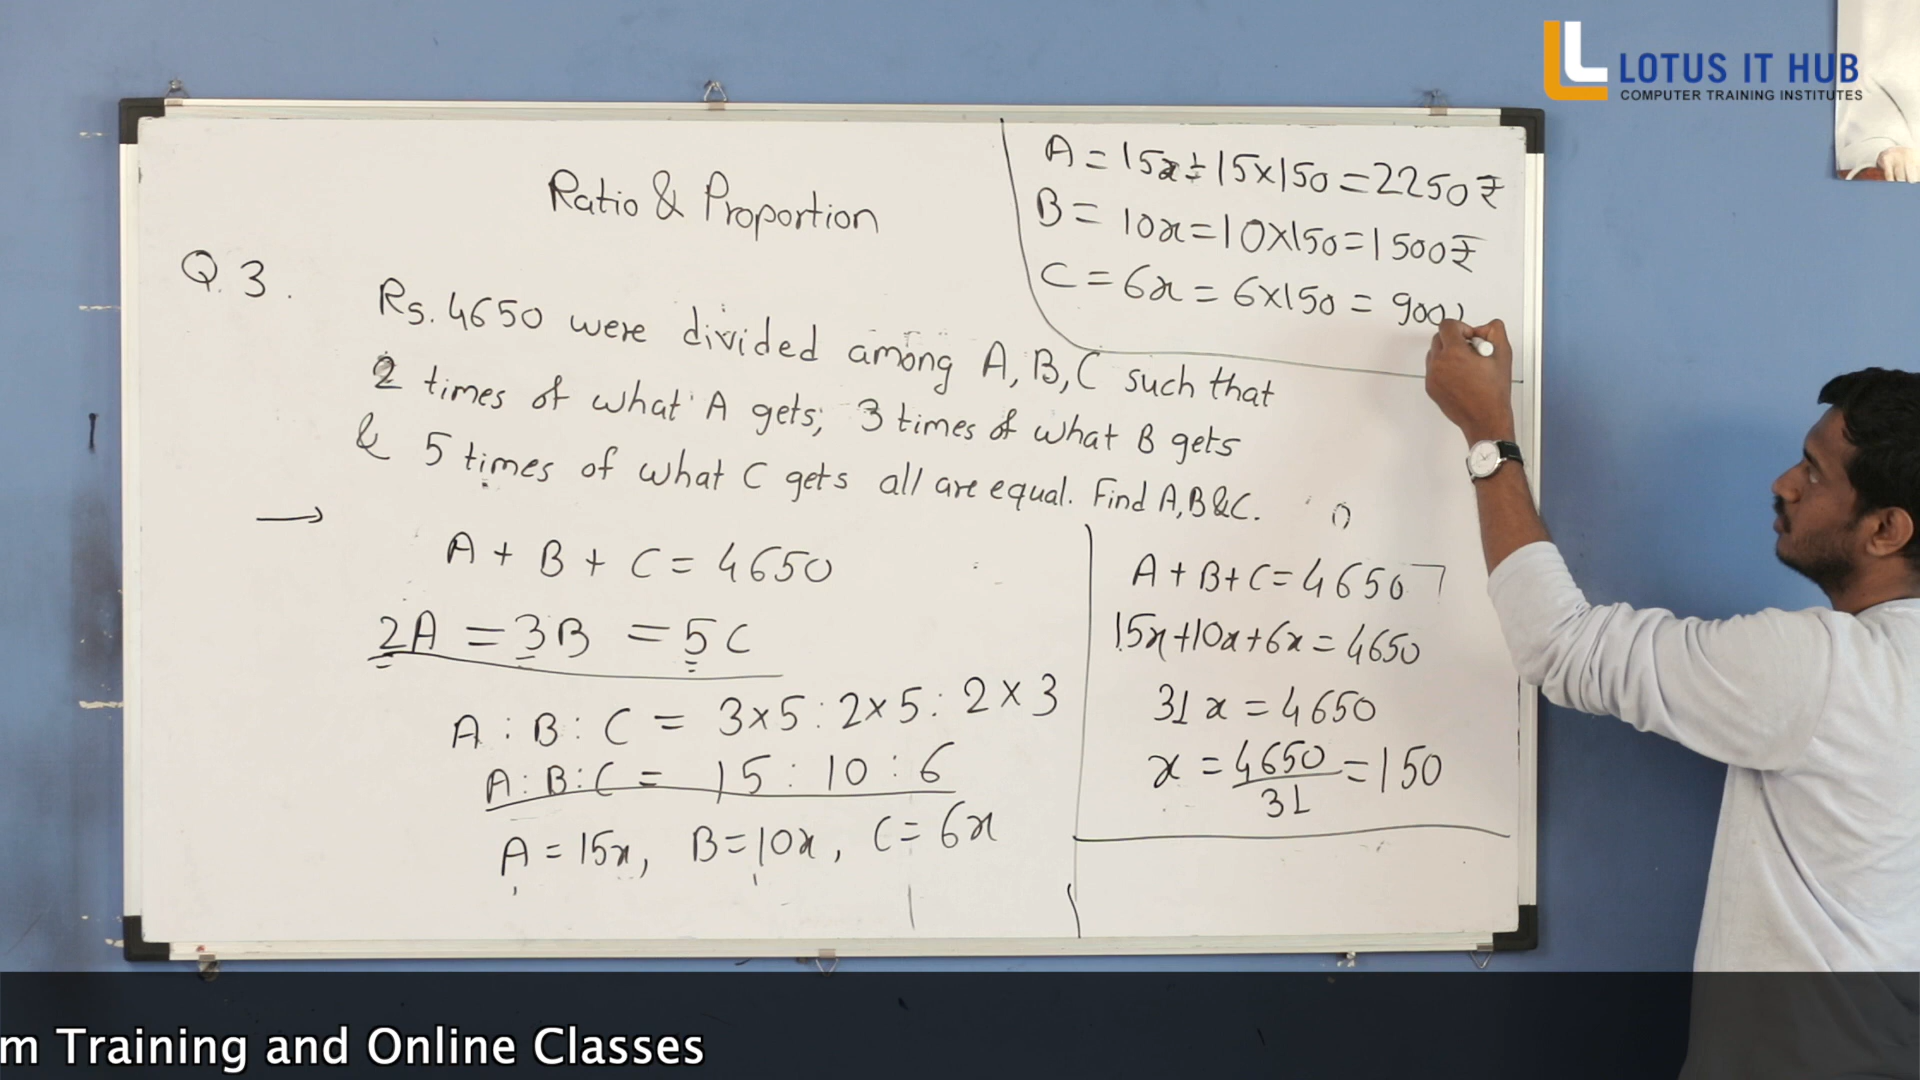 LOTUS IT HUB
COMPUTER TRAINING INSTITUTES
Ratio & Proportion
Q.3.
Rs. 4650 were divided among A, B, C such that
2 times of what A gets; 3 times of what B gets
& 5 times of what C gets all are equal. Find A, B & C.
A + B + C = 4650
2A = 3B = 5C
A : B : C = 3×5 : 2×5 : 2×3
A : B : C = 15 : 10 : 6
A = 15x, B = 10x, C = 6x
A + B + C = 4650
15x+10x+6x = 4650
31x = 4650
x = 4650/31 = 150
A = 15x = 15×150 = 2250₹
B = 10x = 10×150 = 1500₹
C = 6x = 6×150 = 900
m Training and Online Classes